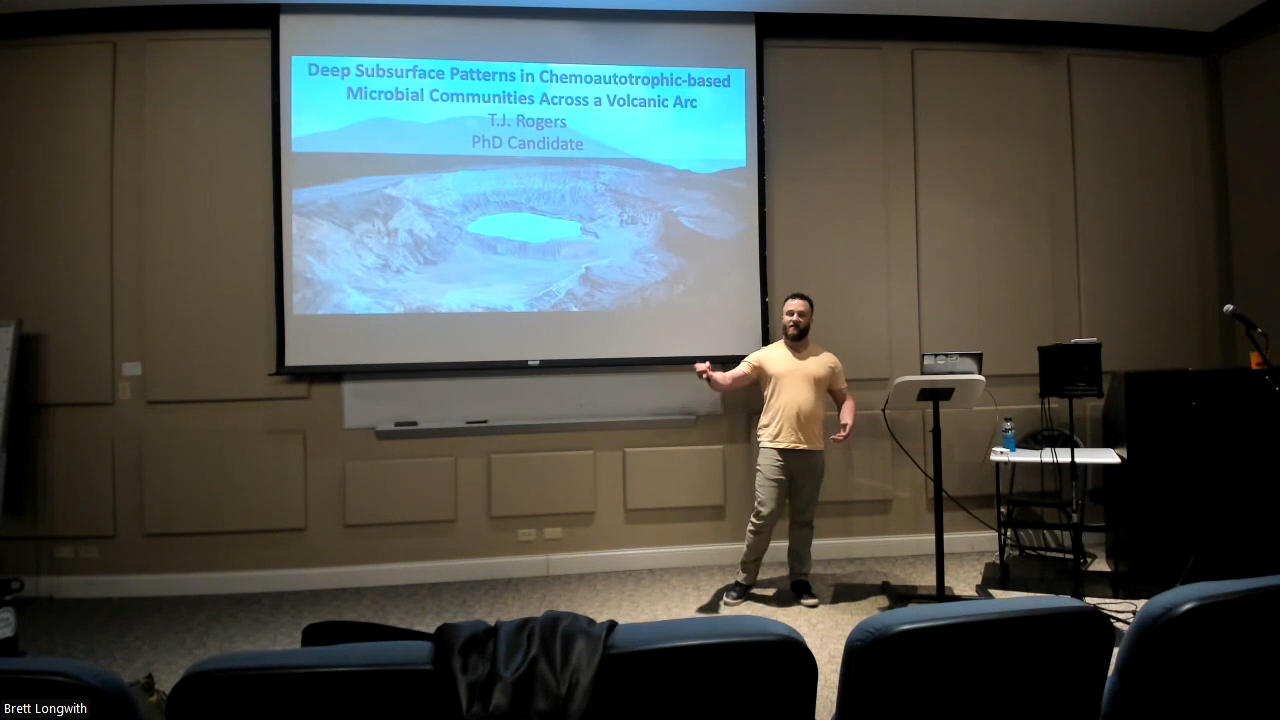 Deep Subsurface Patterns in Chemoautotrophic-based
Microbial Communities Across a Volcanic Arc
T.J. Rogers
PhD Candidate
Brett Longwith